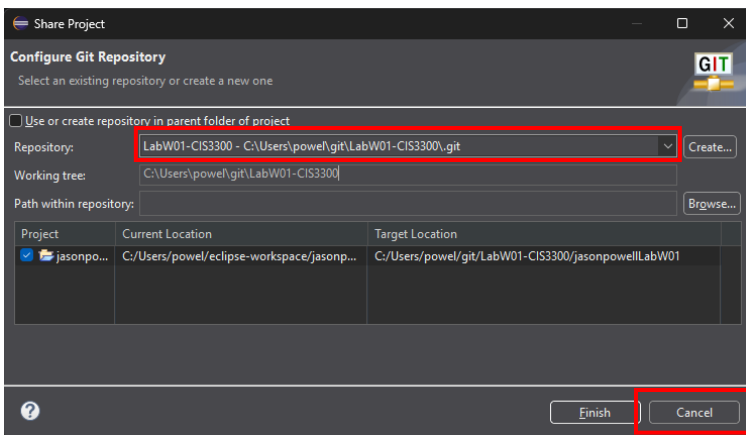 Share Project
Configure Git Repository
Select an existing repository or create a new one
GIT
Use or create repository in parent folder of project
Repository: LabW01-CIS3300 - C:\Users\powel\git\LabW01-CIS3300\.git Create...
Working tree: C:\Users\powel\git\LabW01-CIS3300
Path within repository: Browse...
Project Current Location Target Location
jasonpo... C:/Users/powel/eclipse-workspace/jasonp... C:/Users/powel/git/LabW01-CIS3300/jasonpowellLabW01
? Finish Cancel